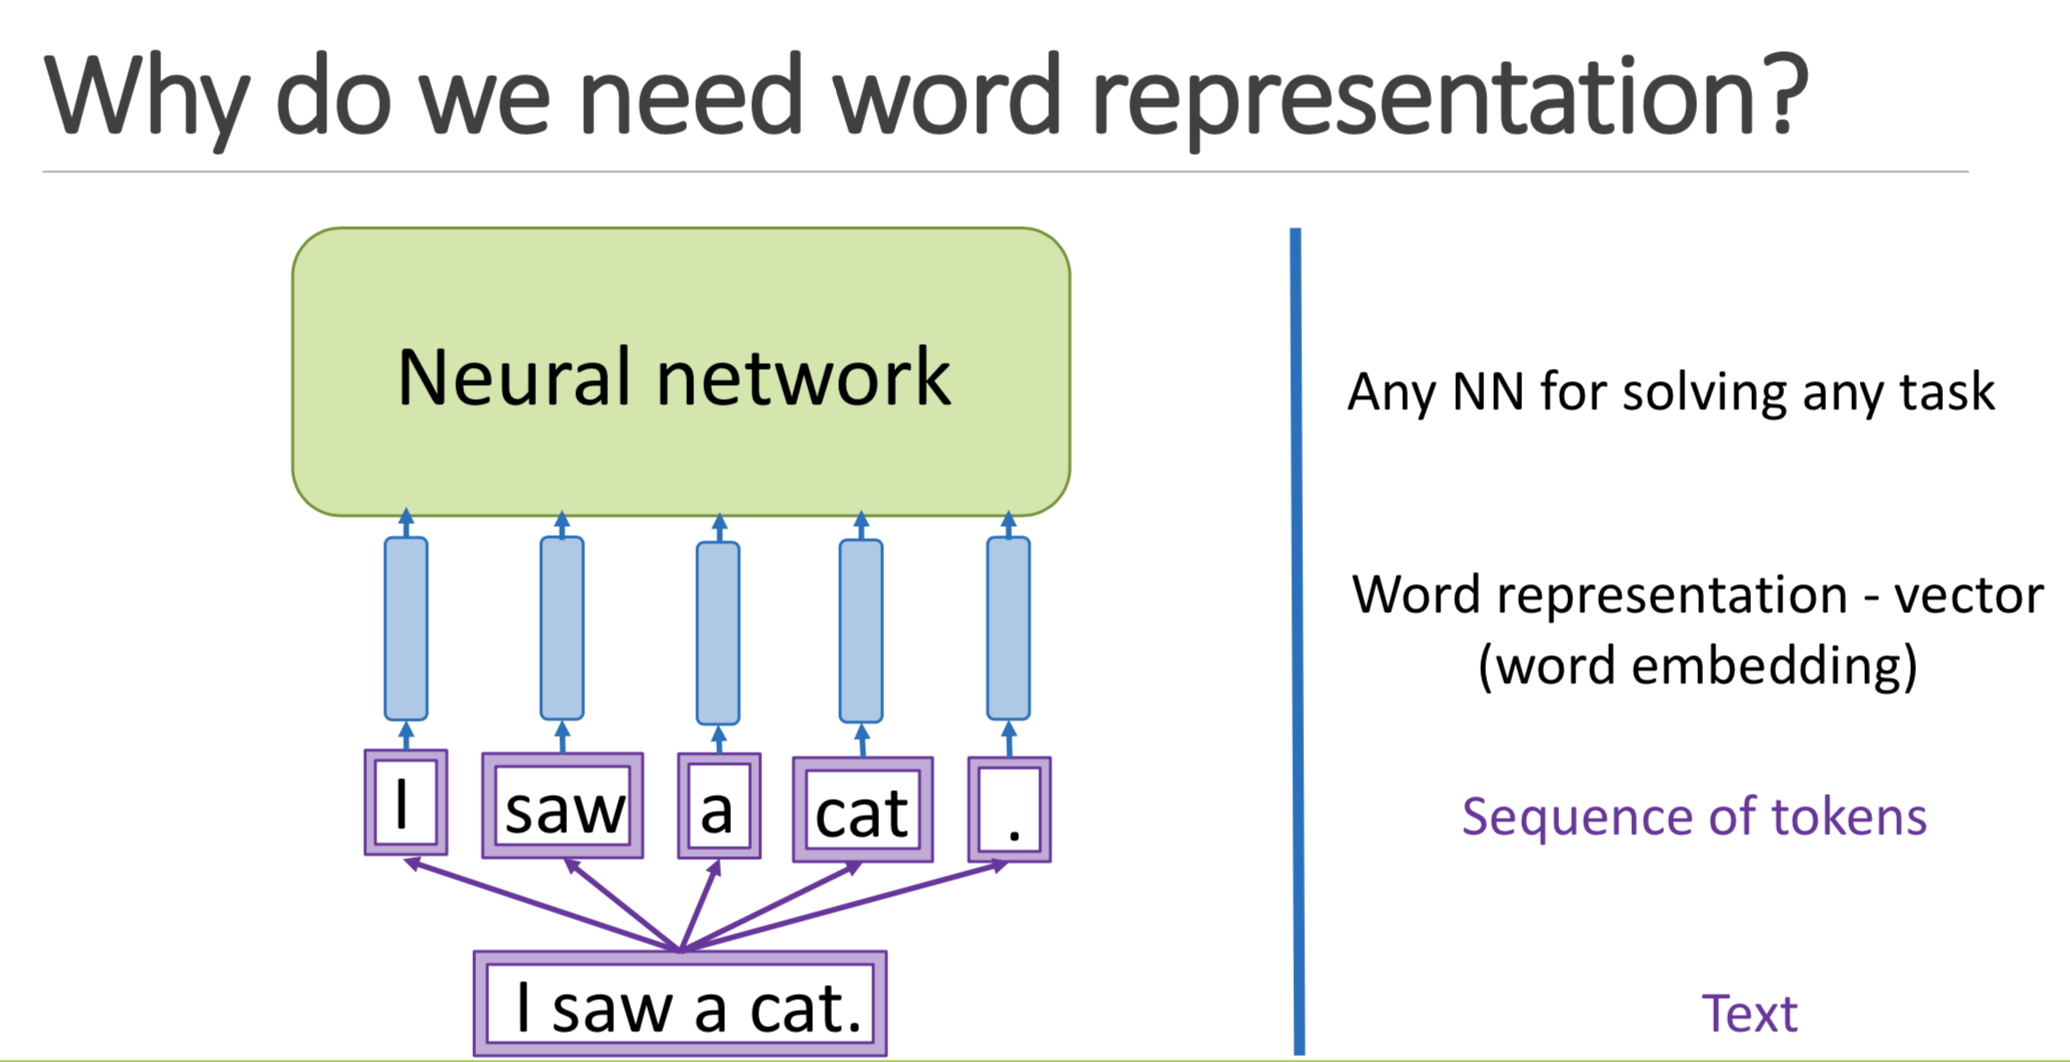 Why do we need word representation?
Neural network
Any NN for solving any task
Word representation - vector
(word embedding)
I saw a cat .
Sequence of tokens
I saw a cat.
Text